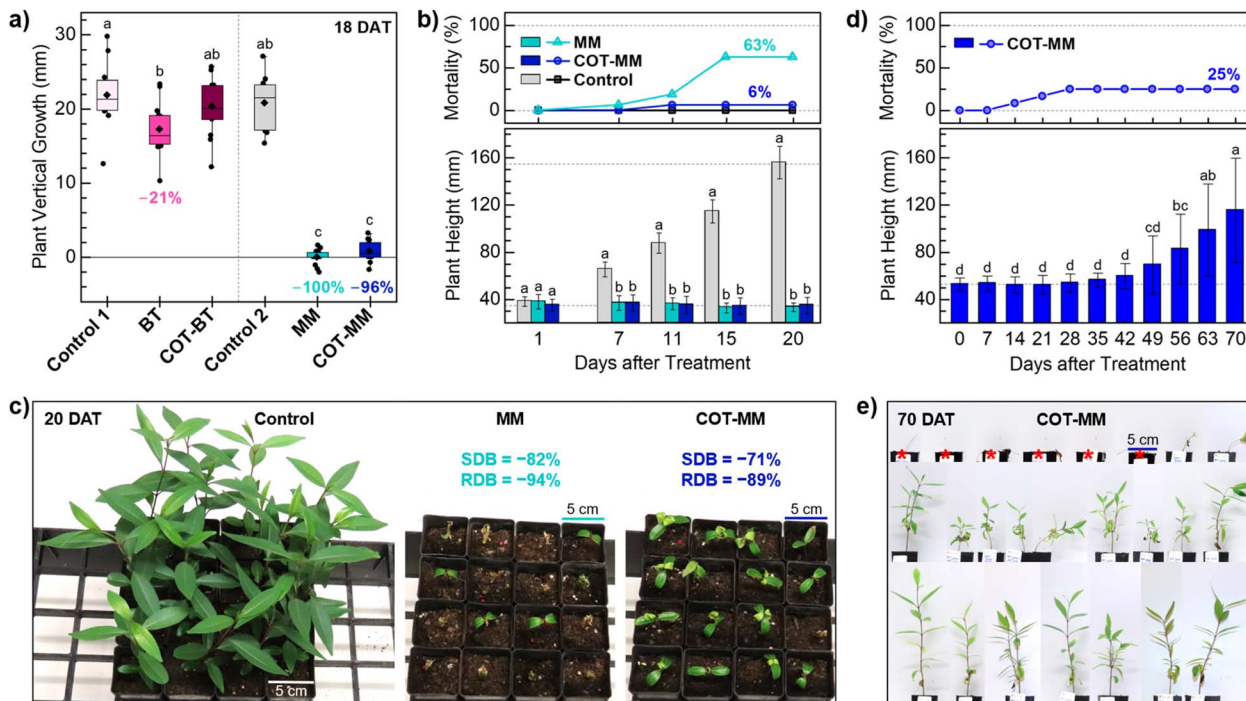 a)
18 DAT
Plant Vertical Growth (mm)
30
20
10
0
a
b
ab
ab
c
c
−21%
−100%
−96%
Control 1
BT
COT-BT
Control 2
MM
COT-MM
b)
Mortality (%)
100
50
0
MM
COT-MM
Control
63%
6%
Plant Height (mm)
160
120
80
40
a a a
a b b
a b b
a b b
a b b
1 7 11 15 20
Days after Treatment
d)
Mortality (%)
100
50
0
COT-MM
25%
Plant Height (mm)
160
120
80
40
d d d d d d d cd bc ab a
0 7 14 21 28 35 42 49 56 63 70
Days after Treatment
c)
20 DAT
Control
MM
COT-MM
SDB = −82%
RDB = −94%
SDB = −71%
RDB = −89%
5 cm
5 cm
5 cm
e)
70 DAT
COT-MM
5 cm
* * * * * *